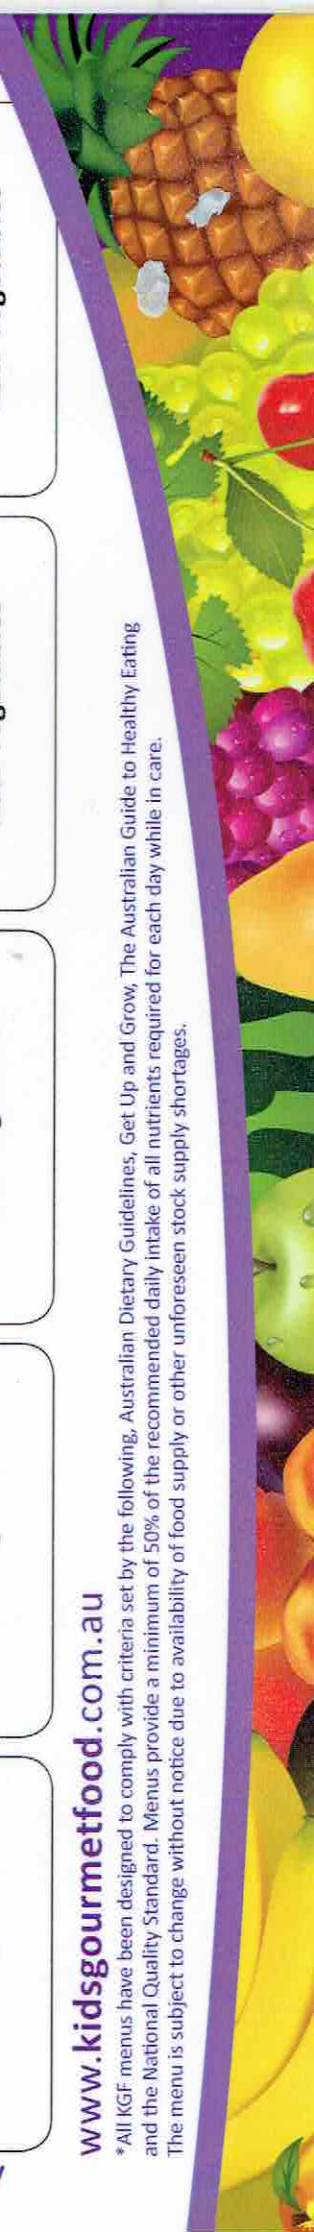 www.kidsgourmetfood.com.au
*All KGF menus have been designed to comply with criteria set by the following, Australian Dietary Guidelines, Get Up and Grow, The Australian Guide to Healthy Eating
and the National Quality Standard. Menus provide a minimum of 50% of the recommended daily intake of all nutrients required for each day while in care.
The menu is subject to change without notice due to availability of food supply or other unforeseen stock supply shortages.